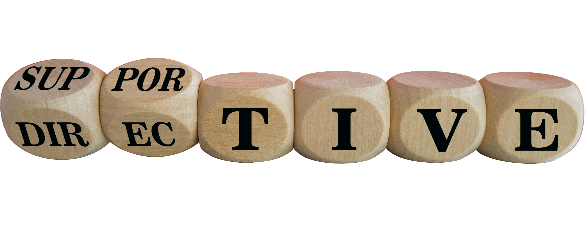 SUP POR
DIR EC T I V E